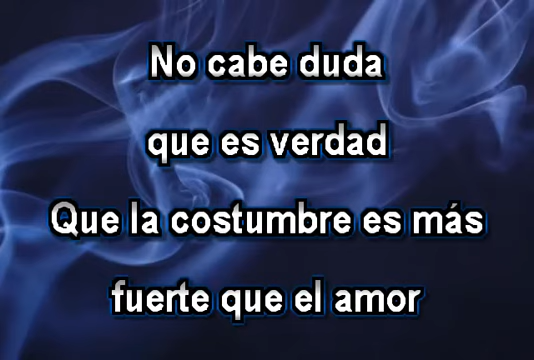 No cabe duda
que es verdad
Que la costumbre es más
fuerte que el amor